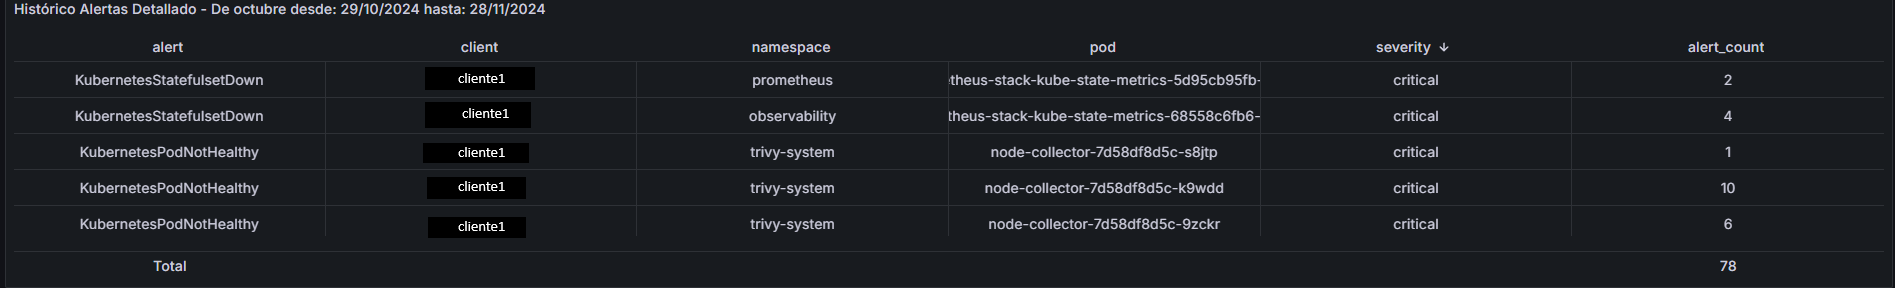 Histórico Alertas Detallado - De octubre desde: 29/10/2024 hasta: 28/11/2024
alert client namespace pod severity ↓ alert_count
KubernetesStatefulsetDown cliente1 prometheus theus-stack-kube-state-metrics-5d95cb95fb- critical 2
KubernetesStatefulsetDown cliente1 observability theus-stack-kube-state-metrics-68558c6fb6- critical 4
KubernetesPodNotHealthy cliente1 trivy-system node-collector-7d58df8d5c-s8jtp critical 1
KubernetesPodNotHealthy cliente1 trivy-system node-collector-7d58df8d5c-k9wdd critical 10
KubernetesPodNotHealthy cliente1 trivy-system node-collector-7d58df8d5c-9zckr critical 6
Total 78